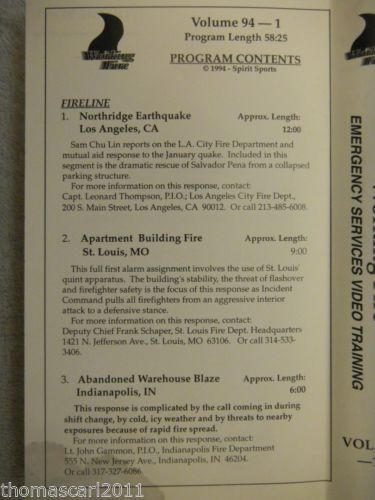 Volume 94 — 1
Program Length 58:25
PROGRAM CONTENTS
© 1994 - Spirit Sports
FIRELINE
1. Northridge Earthquake Approx. Length:
Los Angeles, CA 12:00
Sam Chu Lin reports on the L.A. City Fire Department and
mutual aid response to the January quake. Included in this
segment is the dramatic rescue of Salvador Pena from a collapsed
parking structure.
For more information on this response, contact:
Capt. Leonard Thompson, P.I.O.; Los Angeles City Fire Dept.,
200 S. Main Street, Los Angeles, CA 90012. Or call 213-485-6008.
2. Apartment Building Fire Approx. Length:
St. Louis, MO 9:00
This full first alarm assignment involves the use of St. Louis'
quint apparatus. The building's stability, the threat of flashover
and firefighter safety is the focus of this response as Incident
Command pulls all firefighters from an aggressive interior
attack to a defensive stance.
For more information on this response, contact:
Deputy Chief Frank Schaper, St. Louis Fire Dept. Headquarters
1421 N. Jefferson Ave., St. Louis, MO 63106. Or call 314-533-
3406.
3. Abandoned Warehouse Blaze Approx. Length:
Indianapolis, IN 6:00
This response is complicated by the call coming in during
shift change, by cold, icy weather and by threats to nearby
exposures because of rapid fire spread.
For more information on this response, contact:
Lt. John Gammon, P.I.O., Indianapolis Fire Department
555 N. New Jersey Ave., Indianapolis, IN 46204.
Or call 317-327-6086.
EMERGENCY SERVICES VIDEO TRAINING
VOL
© thomascarl2011